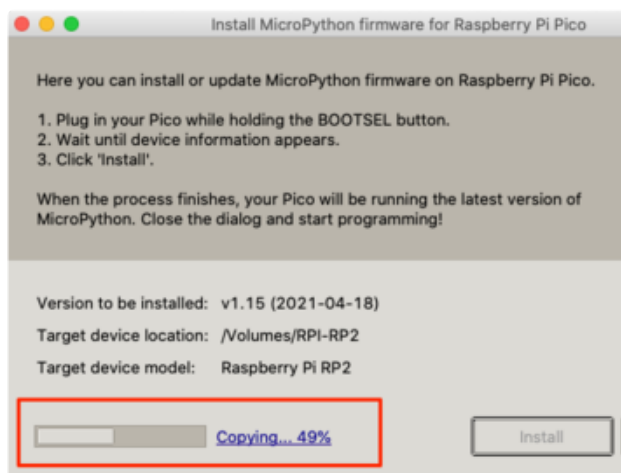 Install MicroPython firmware for Raspberry Pi Pico
Here you can install or update MicroPython firmware on Raspberry Pi Pico.
1. Plug in your Pico while holding the BOOTSEL button.
2. Wait until device information appears.
3. Click 'Install'.
When the process finishes, your Pico will be running the latest version of
MicroPython. Close the dialog and start programming!
Version to be installed: v1.15 (2021-04-18)
Target device location: /Volumes/RPI-RP2
Target device model: Raspberry Pi RP2
Copying... 49%
Install